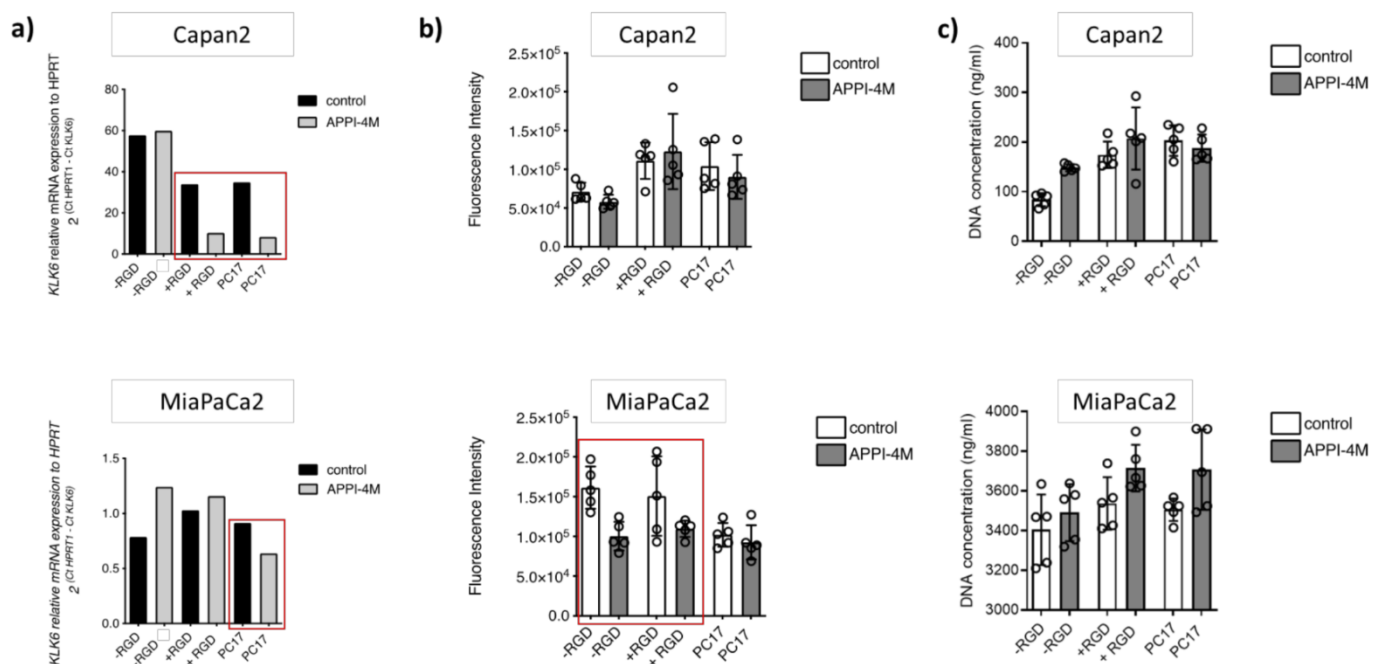 a)
Capan2
KLK6 relative mRNA expression to HPRT
2 (Ct HPRT1 - Ct KLK6)
80
60
40
20
0
control
APPI-4M
-RGD
-RGD
+RGD
+ RGD
PC17
PC17
b)
Capan2
Fluorescence Intensity
2.5×10⁵
2.0×10⁵
1.5×10⁵
1.0×10⁵
5.0×10⁴
0.0
control
APPI-4M
-RGD
-RGD
+RGD
+ RGD
PC17
PC17
c)
Capan2
DNA concentration (ng/ml)
400
300
200
100
0
control
APPI-4M
-RGD
-RGD
+RGD
+ RGD
PC17
PC17
MiaPaCa2
KLK6 relative mRNA expression to HPRT
2 (Ct HPRT1 - Ct KLK6)
1.5
1.0
0.5
0.0
control
APPI-4M
-RGD
-RGD
+RGD
+ RGD
PC17
PC17
MiaPaCa2
Fluorescence Intensity
2.5×10⁵
2.0×10⁵
1.5×10⁵
1.0×10⁵
5.0×10⁴
0.0
control
APPI-4M
-RGD
-RGD
+RGD
+ RGD
PC17
PC17
MiaPaCa2
DNA concentration (ng/ml)
4000
3800
3600
3400
3200
3000
control
APPI-4M
-RGD
-RGD
+RGD
+ RGD
PC17
PC17